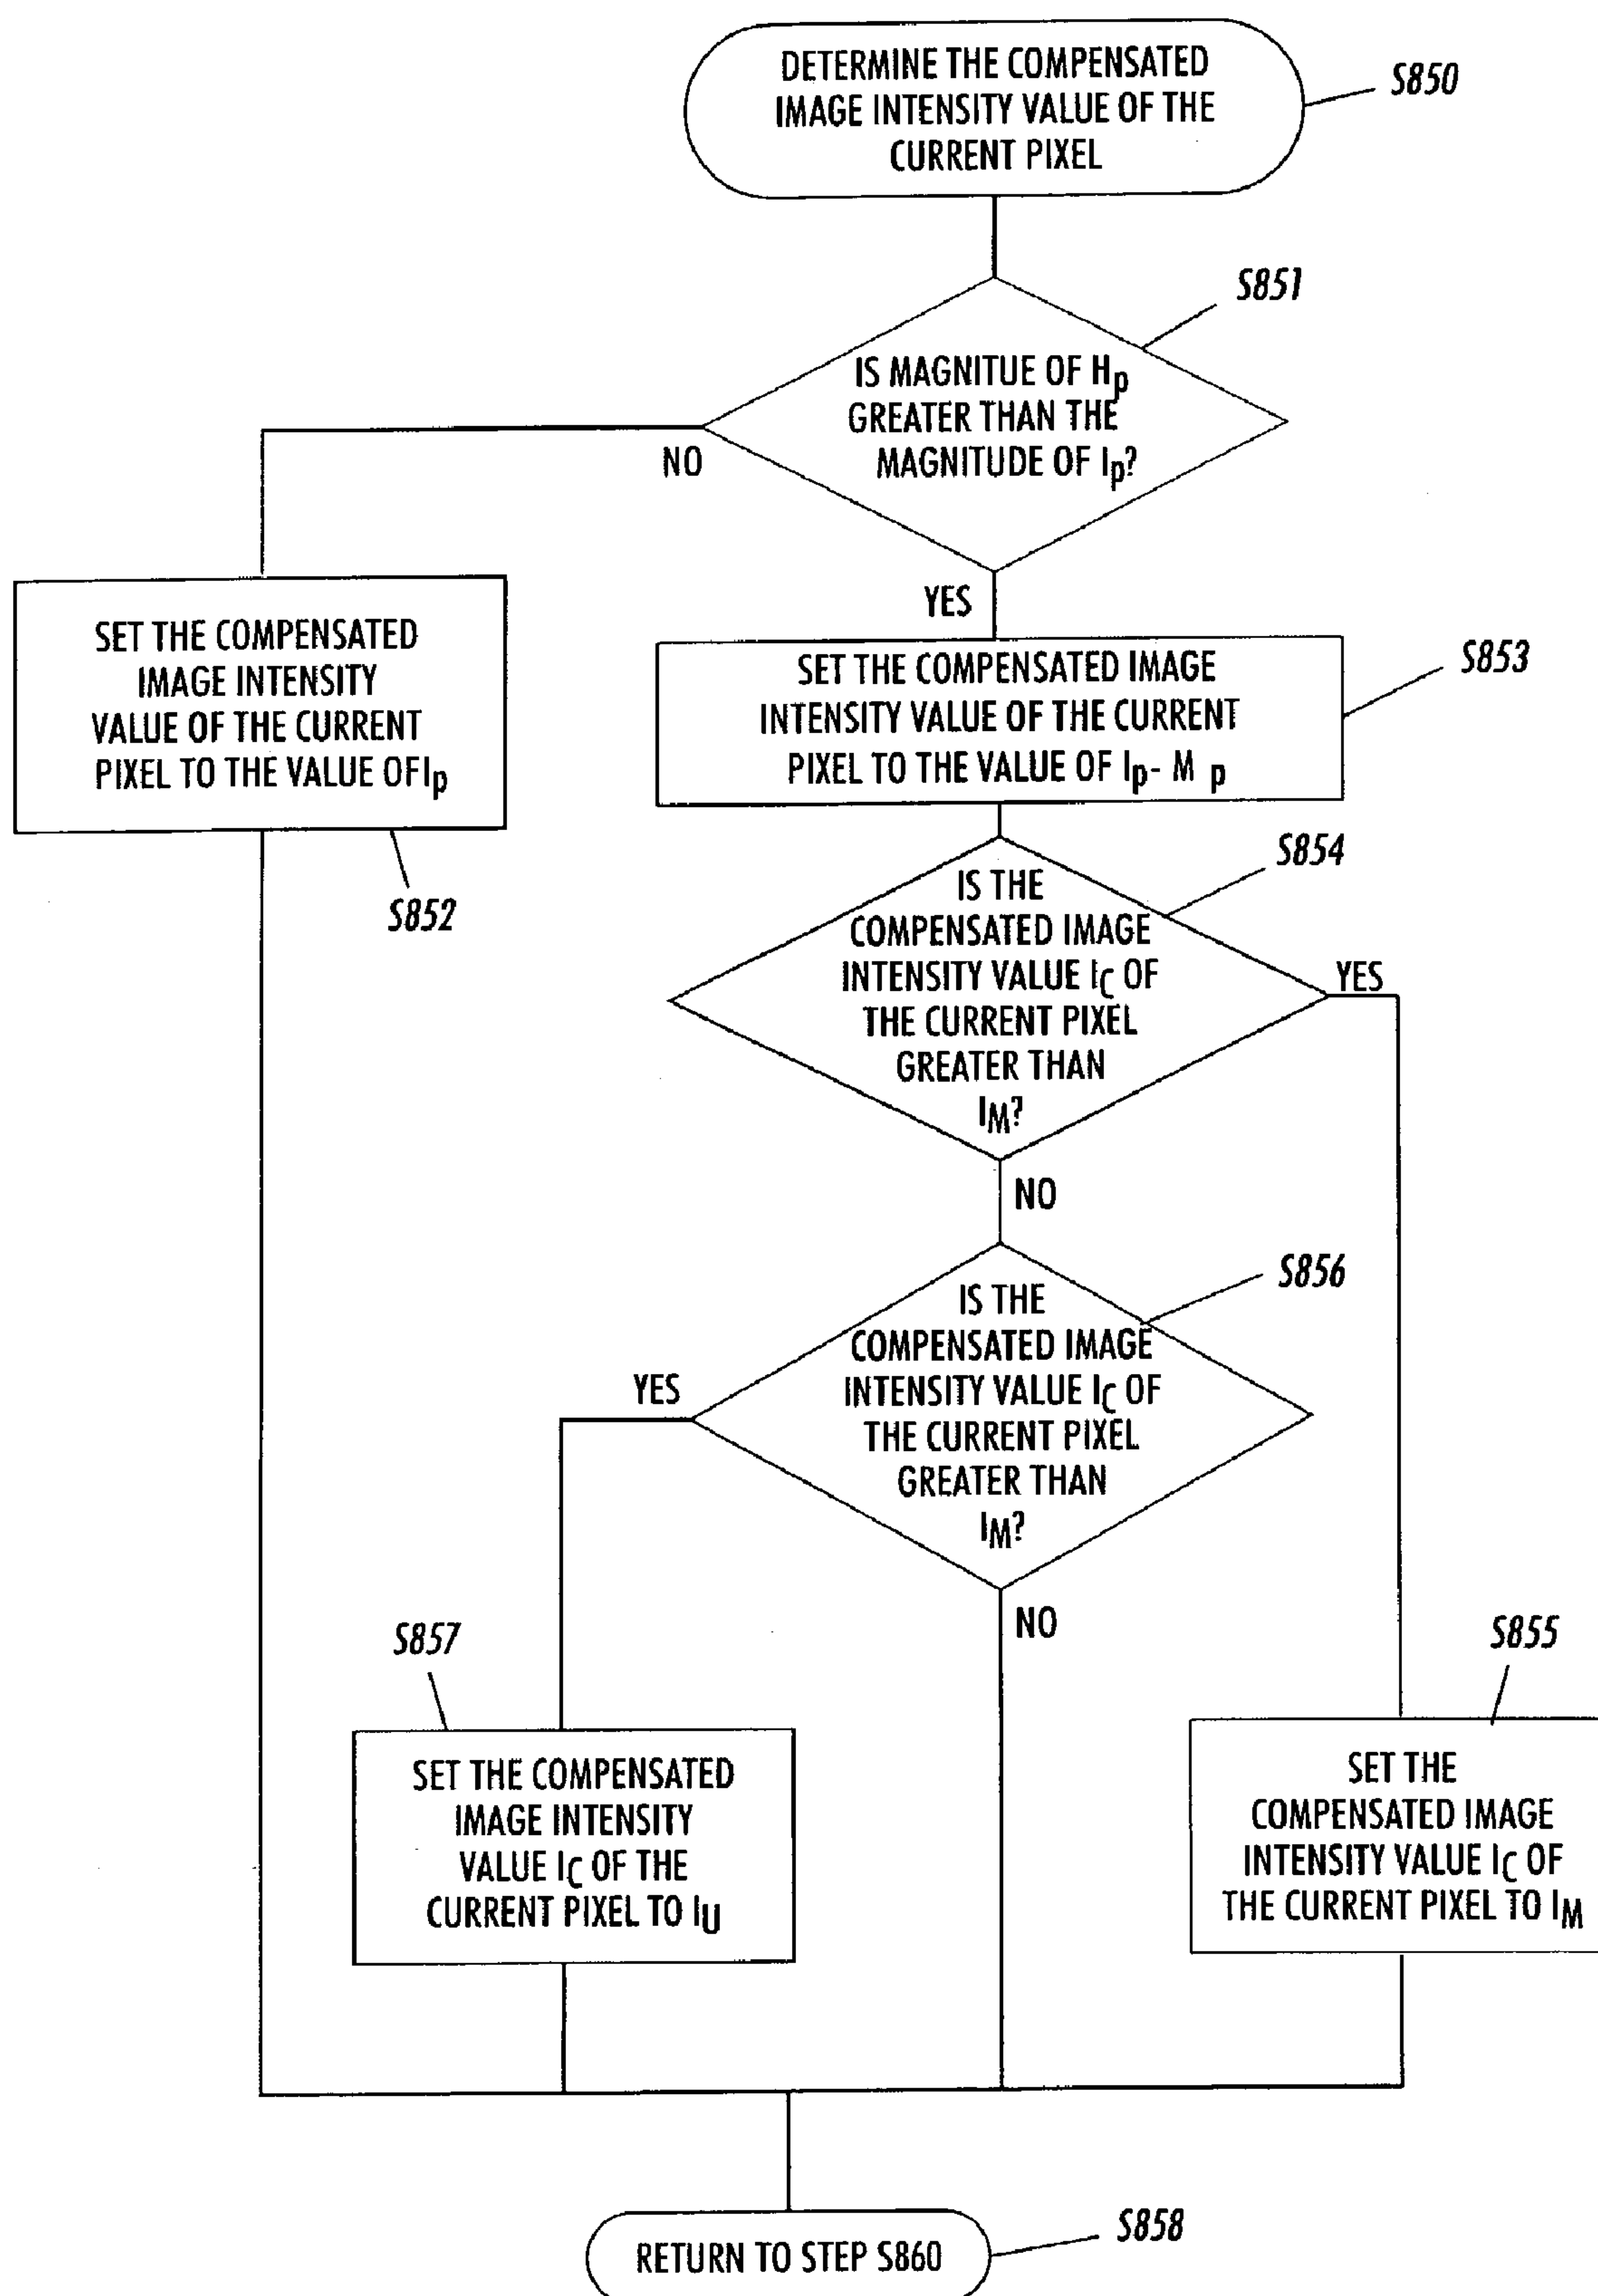 DETERMINE THE COMPENSATED
IMAGE INTENSITY VALUE OF THE
CURRENT PIXEL
S850
S851
IS MAGNITUE OF Hp
GREATER THAN THE
MAGNITUDE OF Ip?
NO
YES
SET THE COMPENSATED
IMAGE INTENSITY
VALUE OF THE CURRENT
PIXEL TO THE VALUE OFIp
S852
SET THE COMPENSATED IMAGE
INTENSITY VALUE OF THE CURRENT
PIXEL TO THE VALUE OF Ip- M p
S853
S854
IS THE
COMPENSATED IMAGE
INTENSITY VALUE IC OF
THE CURRENT PIXEL
GREATER THAN
IM?
YES
NO
S856
IS THE
COMPENSATED IMAGE
INTENSITY VALUE IC OF
THE CURRENT PIXEL
GREATER THAN
IM?
YES
NO
S857
SET THE COMPENSATED
IMAGE INTENSITY
VALUE IC OF THE
CURRENT PIXEL TO IU
S855
SET THE
COMPENSATED IMAGE
INTENSITY VALUE IC OF
THE CURRENT PIXEL TO IM
RETURN TO STEP S860
S858